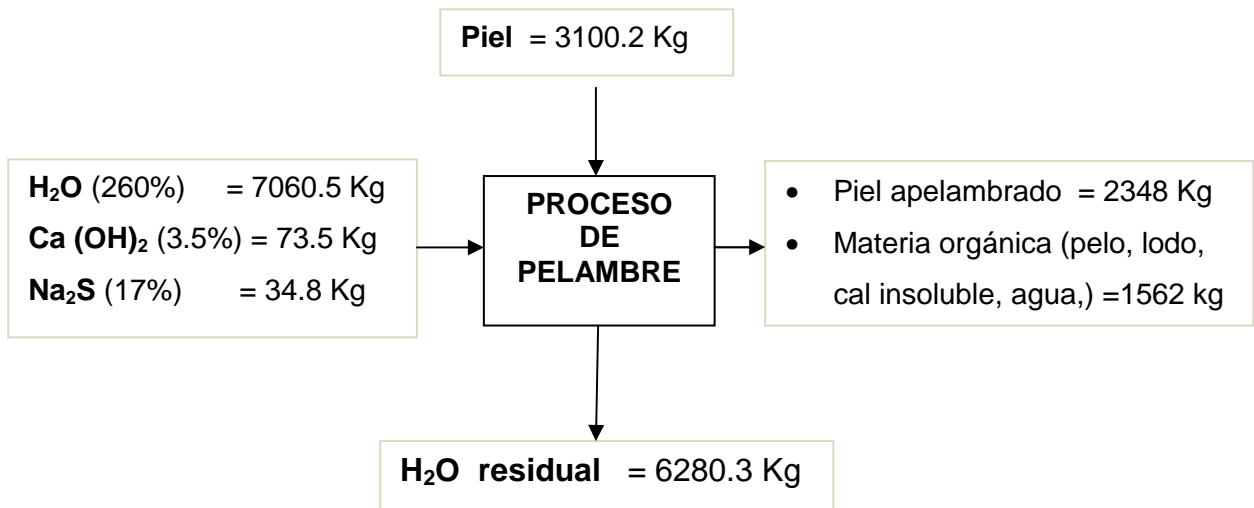 Piel = 3100.2 Kg
H₂O (260%) = 7060.5 Kg
Ca (OH)₂ (3.5%) = 73.5 Kg
Na₂S (17%) = 34.8 Kg
PROCESO
DE
PELAMBRE
• Piel apelambrado = 2348 Kg
• Materia orgánica (pelo, lodo,
cal insoluble, agua,) =1562 kg
H₂O residual = 6280.3 Kg